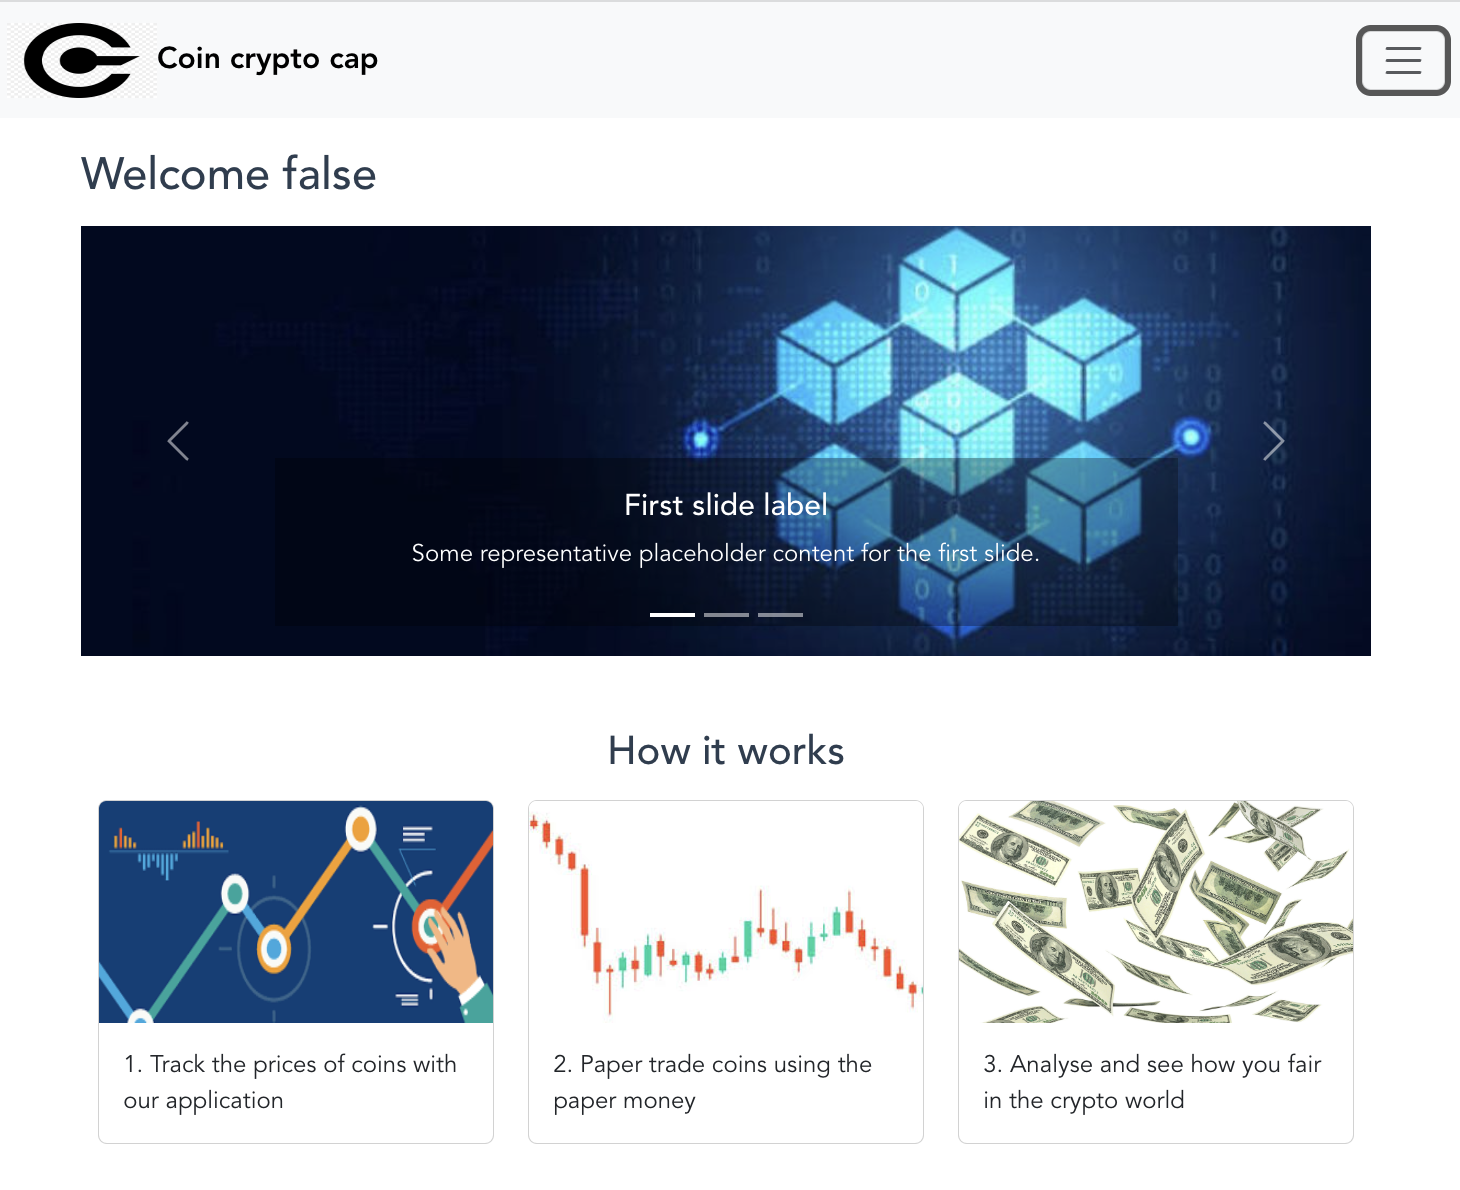 Coin crypto cap
Welcome false
First slide label
Some representative placeholder content for the first slide.
How it works
1. Track the prices of coins with
our application
2. Paper trade coins using the
paper money
3. Analyse and see how you fair
in the crypto world